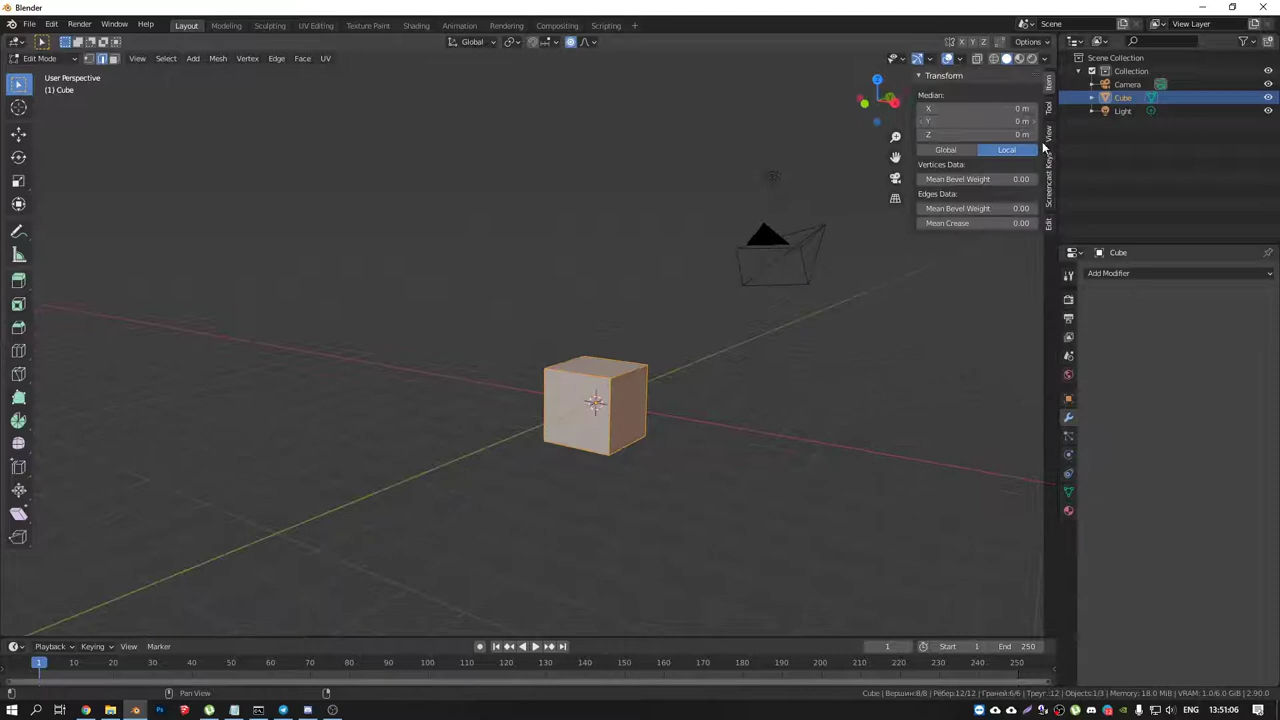 Blender
File Edit Render Window Help Layout Modeling Sculpting UV Editing Texture Paint Shading Animation Rendering Compositing Scripting + Scene View Layer
Global X Y Z Options
Edit Mode View Select Add Mesh Vertex Edge Face UV
User Perspective
(1) Cube
Z
Transform
Median:
X 0 m
Y 0 m
Z 0 m
Global Local
Vertices Data:
Mean Bevel Weight 0.00
Edges Data:
Mean Bevel Weight 0.00
Mean Crease 0.00
Item
Tool
View
Screencast Keys
Edit
Scene Collection
Collection
Camera
Cube
Light
Cube
Add Modifier
Playback Keying View Marker 1 Start 1 End 250
1 10 20 30 40 50 60 70 80 90 100 110 120 130 140 150 160 170 180 190 200 210 220 230 240 250
Pan View
Cube | Вершин:8/8 | Рёбер:12/12 | Граней:6/6 | Треуг.:12 | Objects:1/3 | Memory: 18.0 MiB | VRAM: 1.0/6.0 GiB | 2.90.0
ENG 13:51:06